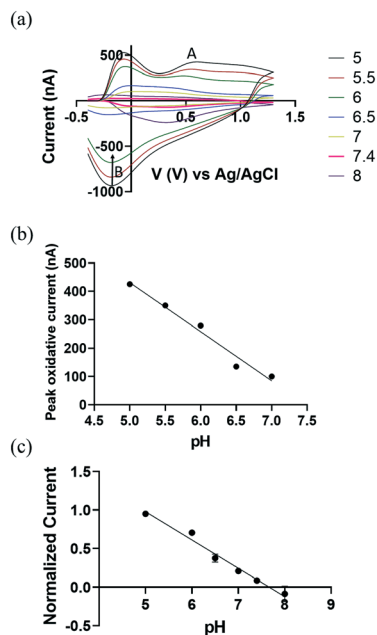 (a)
A
500
-0.5 0.0 0.5 1.0 1.5
-500
B
-1000
Current (nA)
V (V) vs Ag/AgCl
5
5.5
6
6.5
7
7.4
8
(b)
500
400
300
200
100
0
4.5 5.0 5.5 6.0 6.5 7.0 7.5
Peak oxidative current (nA)
pH
(c)
1.5
1.0
0.5
0.0
-0.5
5 6 7 8 9
Normalized Current
pH